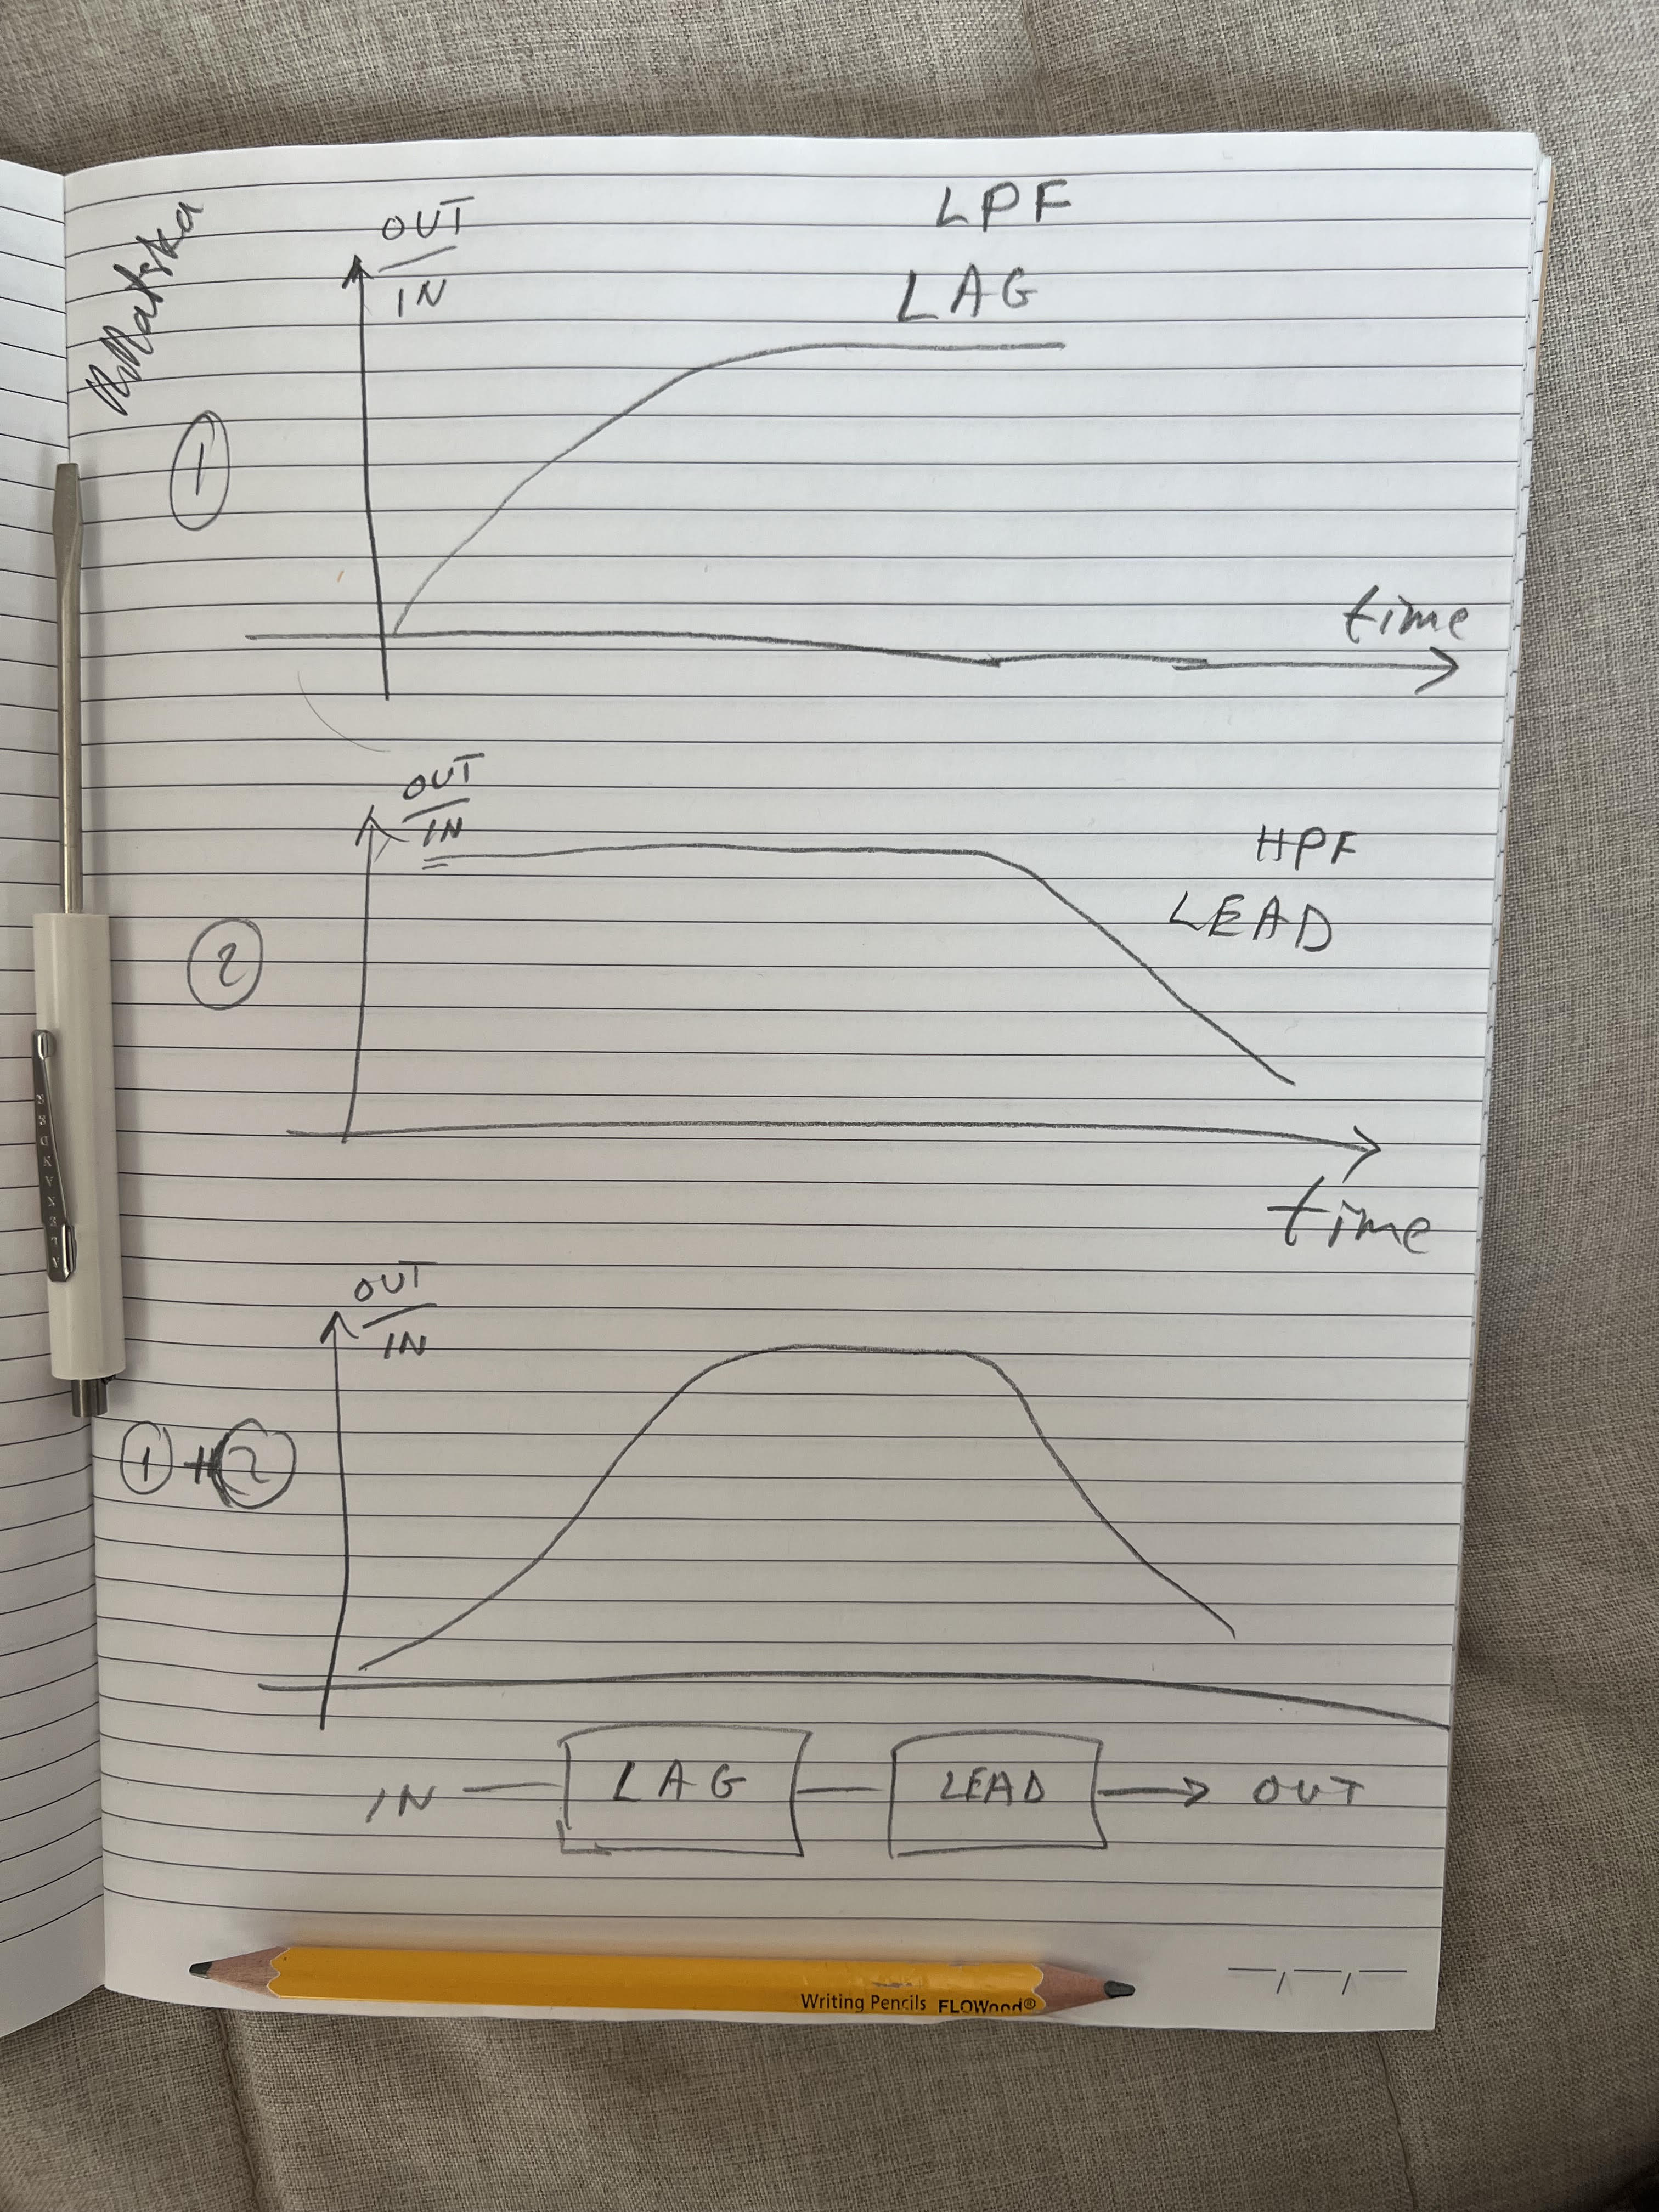 LPF
LAG
OUT
IN
1
time
OUT
IN
HPF
LEAD
2
time
OUT
IN
1 + 2
IN LAG LEAD OUT
Writing Pencils FLOWood®